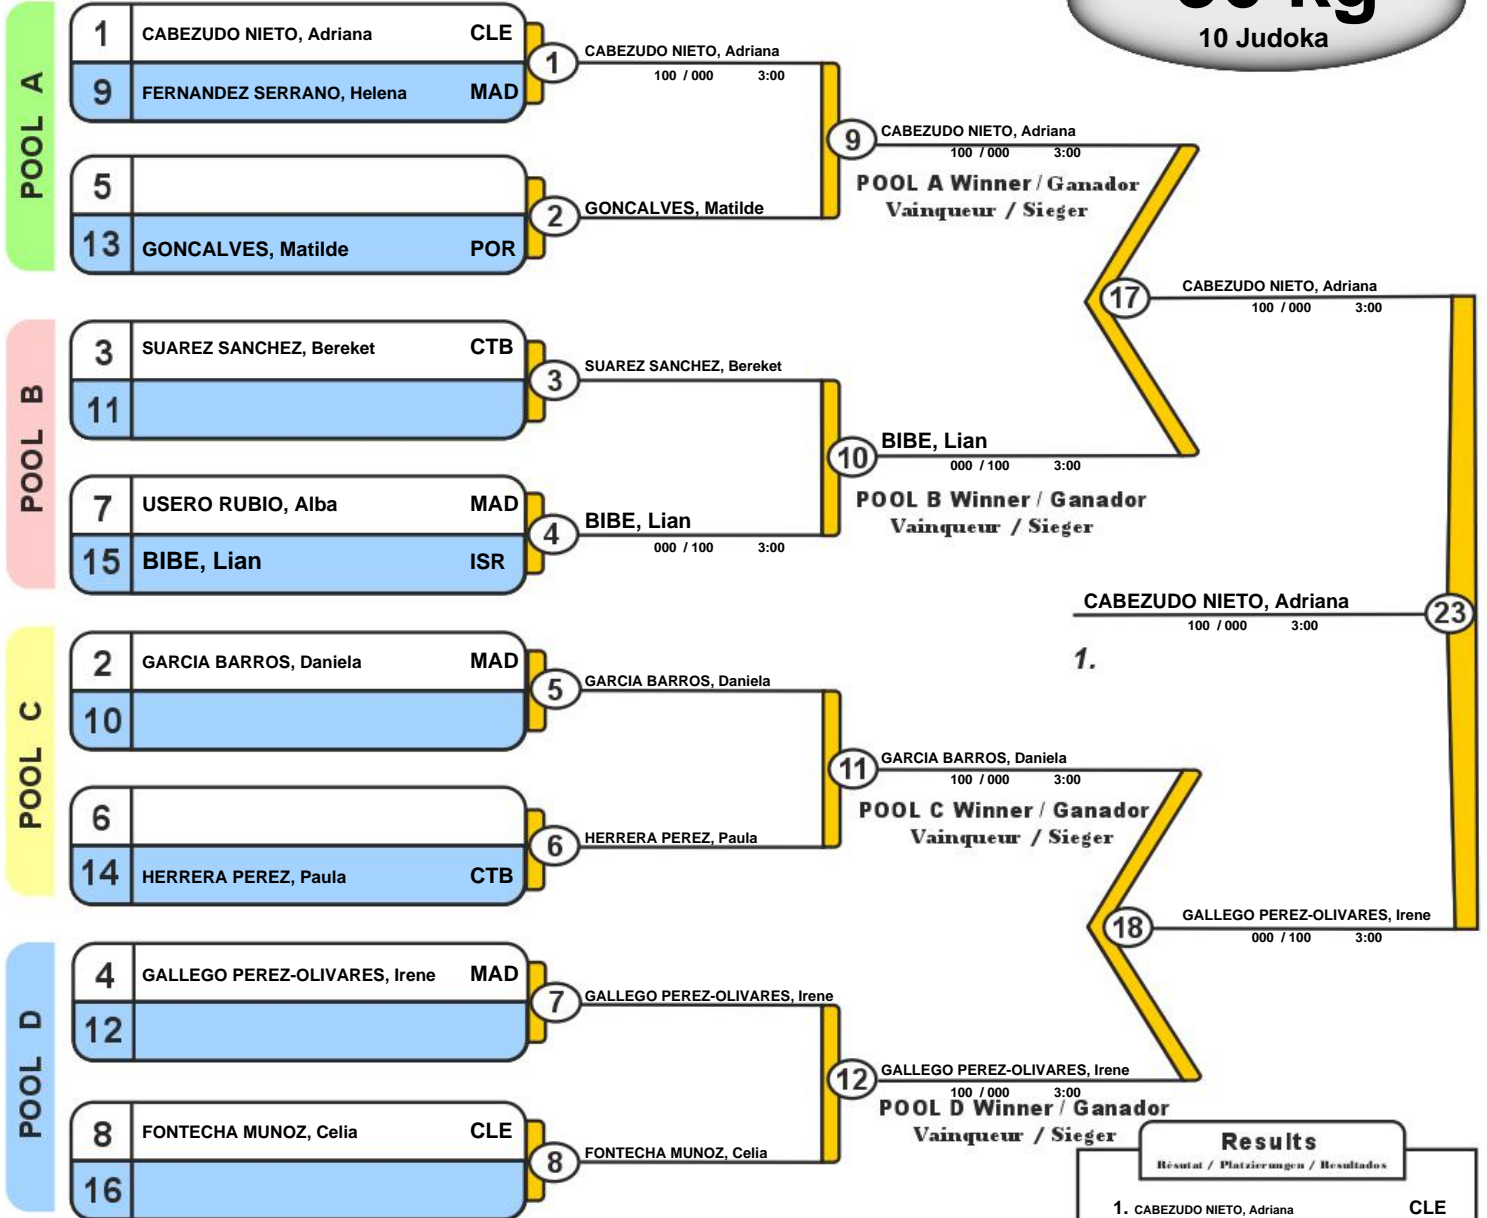 kg
10 Judoka
POOL A
1 CABEZUDO NIETO, Adriana CLE
9 FERNANDEZ SERRANO, Helena MAD
1
CABEZUDO NIETO, Adriana
100 / 000 3:00
5
13 GONCALVES, Matilde POR
2
GONCALVES, Matilde
9
CABEZUDO NIETO, Adriana
100 / 000 3:00
POOL A Winner / Ganador
Vainqueur / Sieger
POOL B
3 SUAREZ SANCHEZ, Bereket CTB
11
3
SUAREZ SANCHEZ, Bereket
7 USERO RUBIO, Alba MAD
15 BIBE, Lian ISR
4
BIBE, Lian
000 / 100 3:00
10
BIBE, Lian
000 / 100 3:00
POOL B Winner / Ganador
Vainqueur / Sieger
17
CABEZUDO NIETO, Adriana
100 / 000 3:00
POOL C
2 GARCIA BARROS, Daniela MAD
10
5
GARCIA BARROS, Daniela
6
14 HERRERA PEREZ, Paula CTB
6
HERRERA PEREZ, Paula
11
GARCIA BARROS, Daniela
100 / 000 3:00
POOL C Winner / Ganador
Vainqueur / Sieger
POOL D
4 GALLEGO PEREZ-OLIVARES, Irene MAD
12
7
GALLEGO PEREZ-OLIVARES, Irene
8 FONTECHA MUNOZ, Celia CLE
16
8
FONTECHA MUNOZ, Celia
12
GALLEGO PEREZ-OLIVARES, Irene
100 / 000 3:00
POOL D Winner / Ganador
Vainqueur / Sieger
18
GALLEGO PEREZ-OLIVARES, Irene
000 / 100 3:00
23
CABEZUDO NIETO, Adriana
100 / 000 3:00
1.
Results
Résutat / Platzierungen / Resultados
1. CABEZUDO NIETO, Adriana CLE